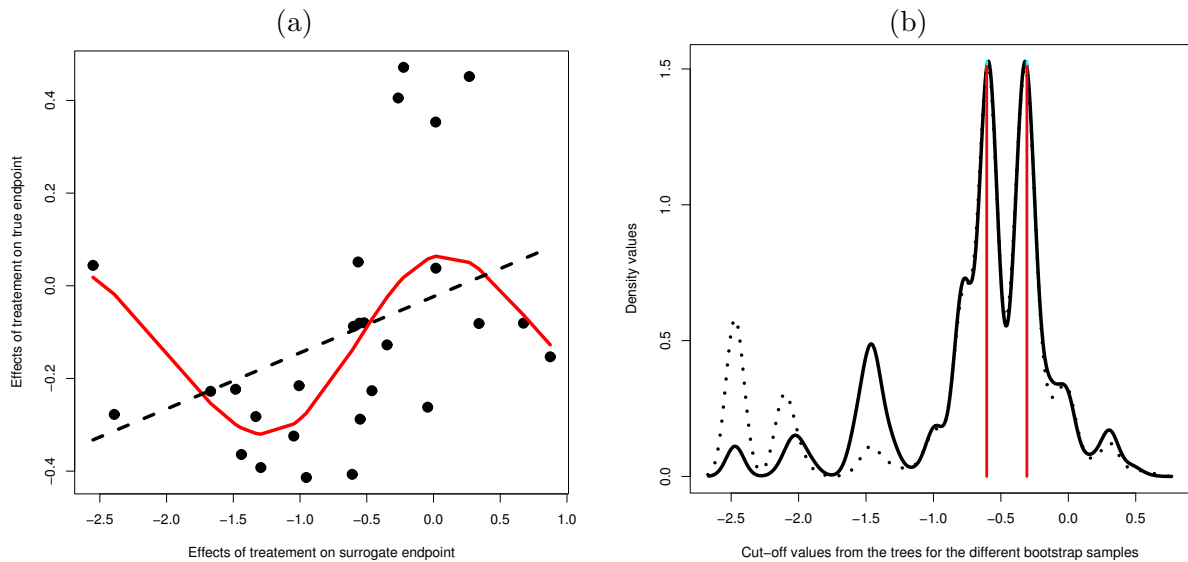 (a)
Effects of treatement on true endpoint
0.4
0.2
0.0
−0.2
−0.4
−2.5 −2.0 −1.5 −1.0 −0.5 0.0 0.5 1.0
Effects of treatement on surrogate endpoint
(b)
Density values
1.5
1.0
0.5
0.0
−2.5 −2.0 −1.5 −1.0 −0.5 0.0 0.5
Cut−off values from the trees for the different bootstrap samples